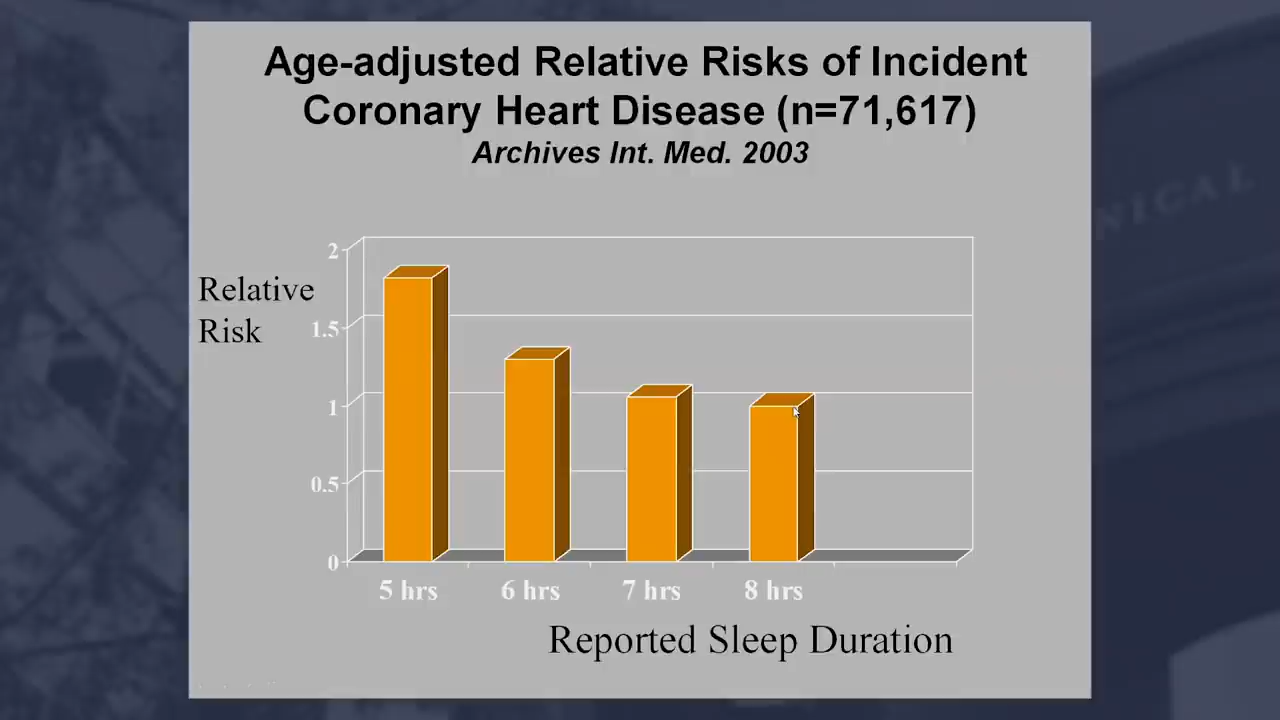 Age-adjusted Relative Risks of Incident
Coronary Heart Disease (n=71,617)
Archives Int. Med. 2003
NICAL
Relative
Risk
2
1.5
1
0.5
0
5 hrs 6 hrs 7 hrs 8 hrs
Reported Sleep Duration